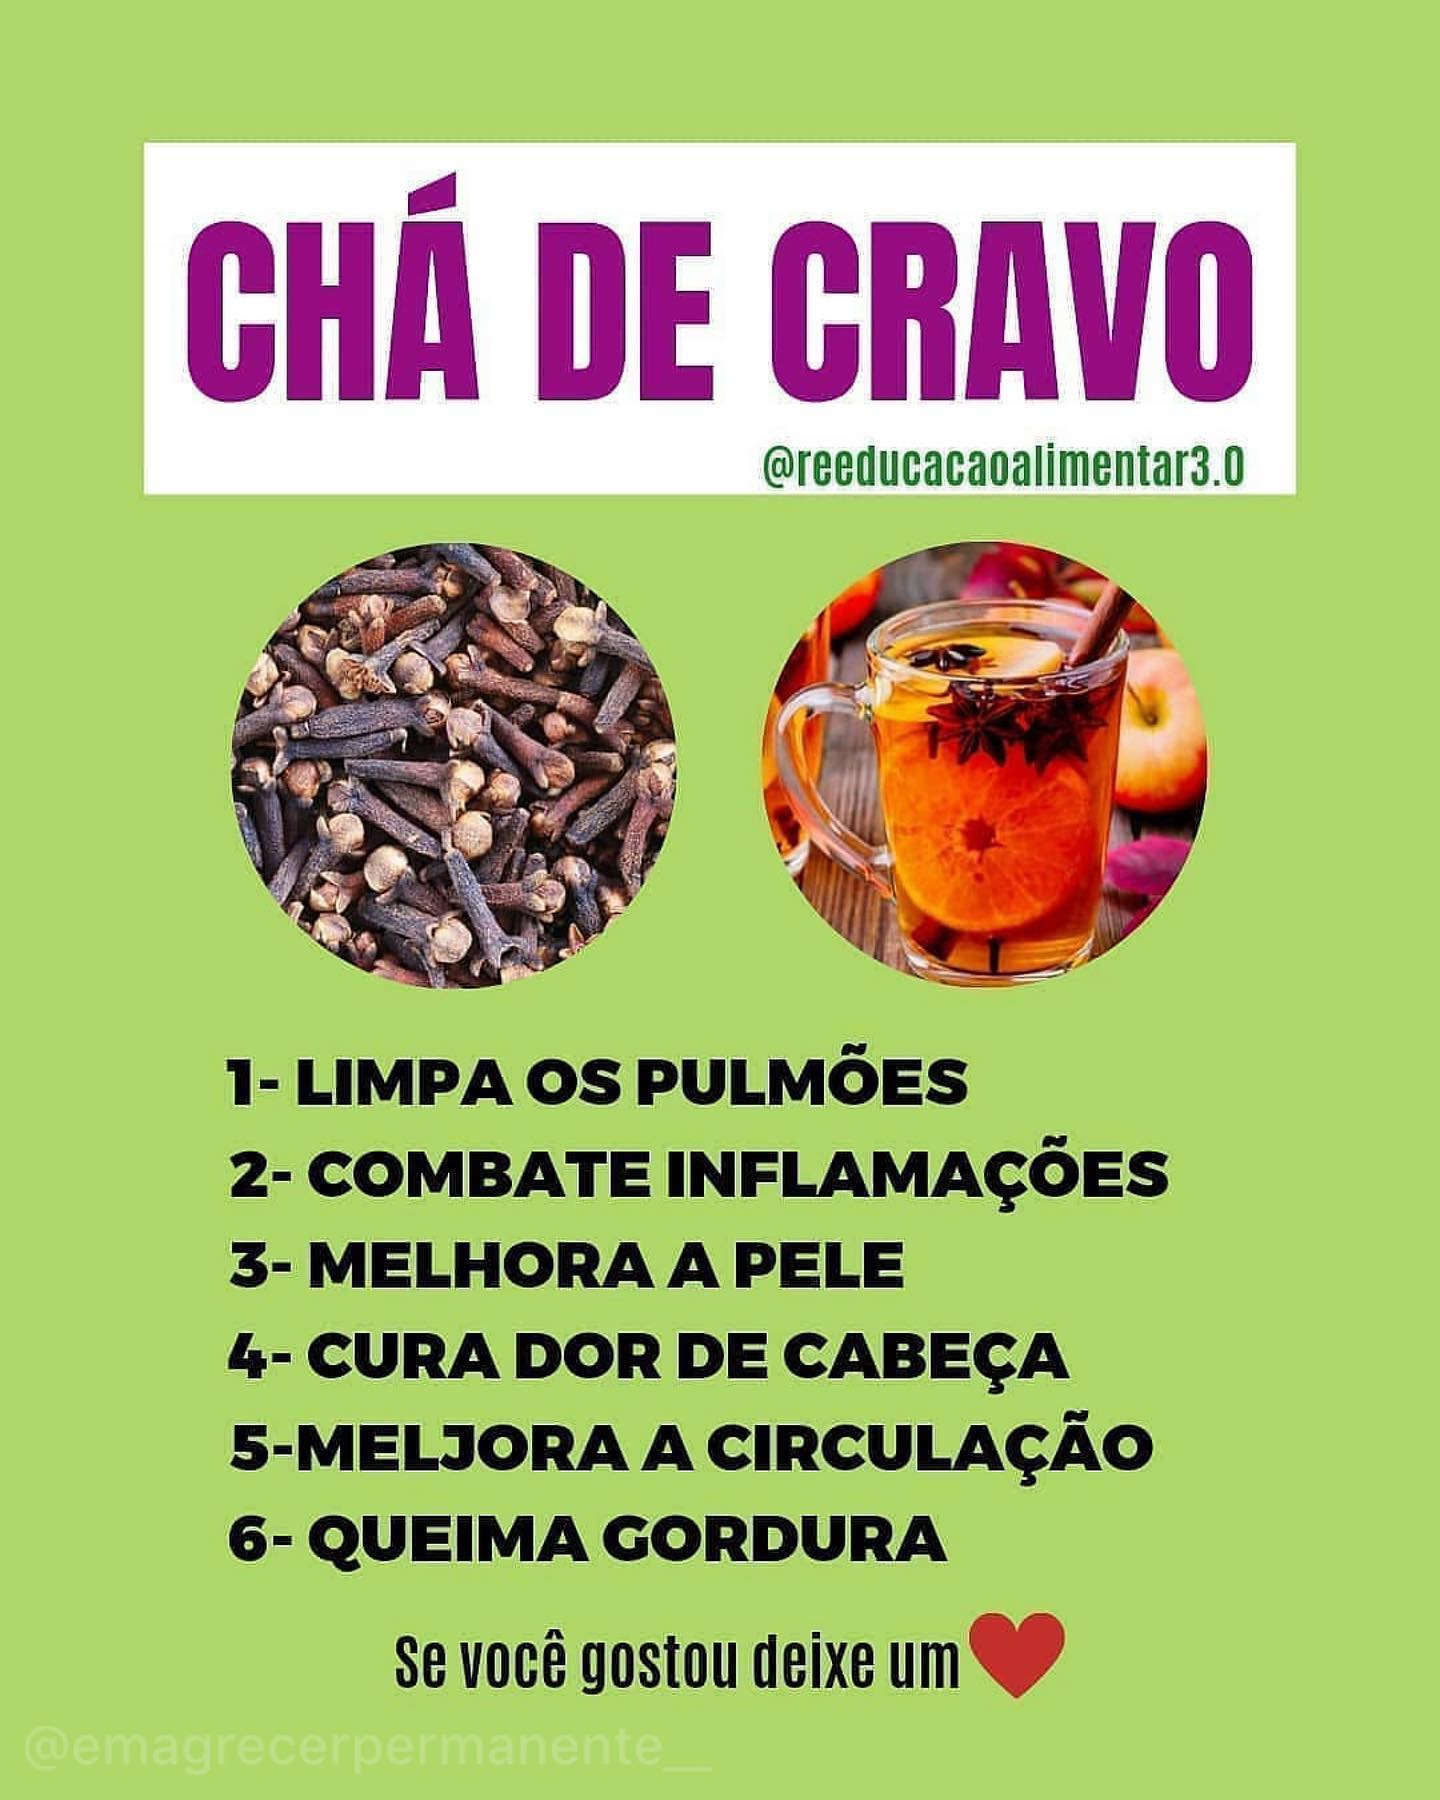 CHÁ DE CRAVO
@reeducacaoalimentar3.0
1- LIMPA OS PULMÕES
2- COMBATE INFLAMAÇÕES
3- MELHORA A PELE
4- CURA DOR DE CABEÇA
5-MELJORA A CIRCULAÇÃO
6- QUEIMA GORDURA
Se você gostou deixe um
@emagrecerpermanente__